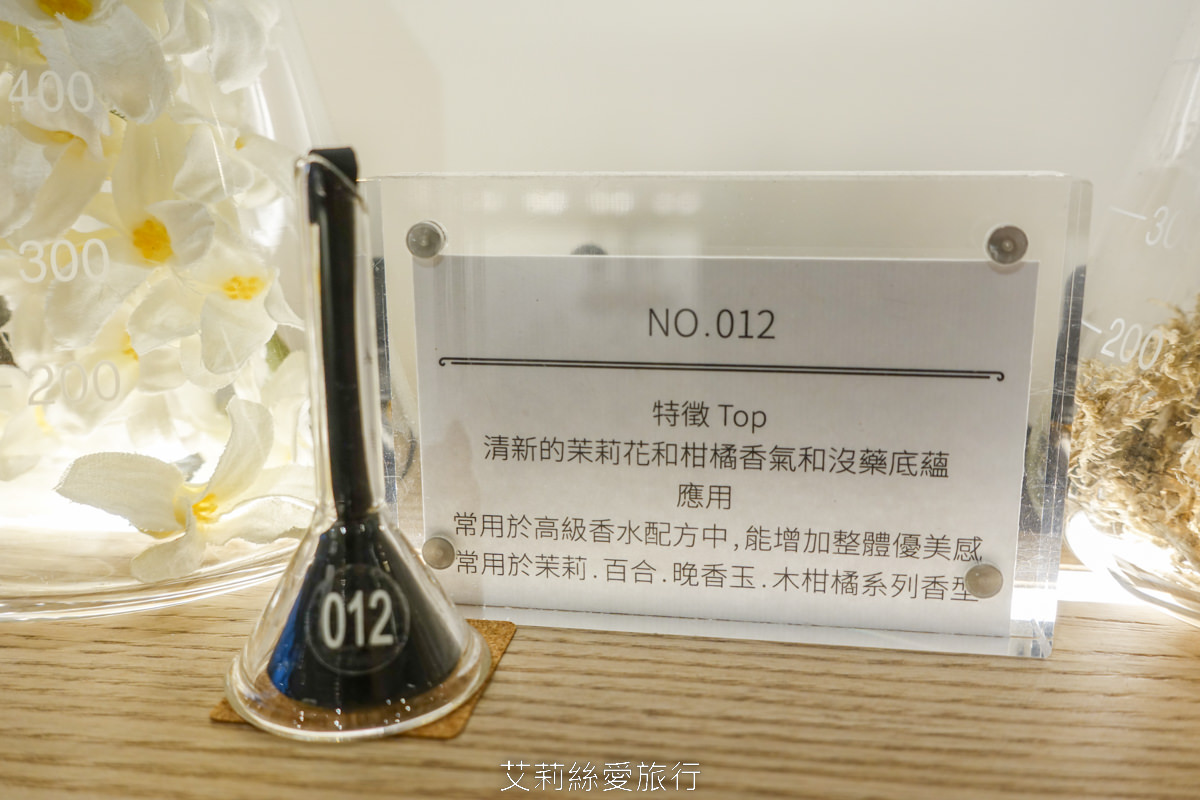 400
300
200
012
NO.012
特徵 Top
清新的茉莉花和柑橘香氣和沒藥底蘊
應用
常用於高級香水配方中,能增加整體優美感
常用於茉莉.百合.晚香玉.木柑橘系列香型
200
艾莉絲愛旅行